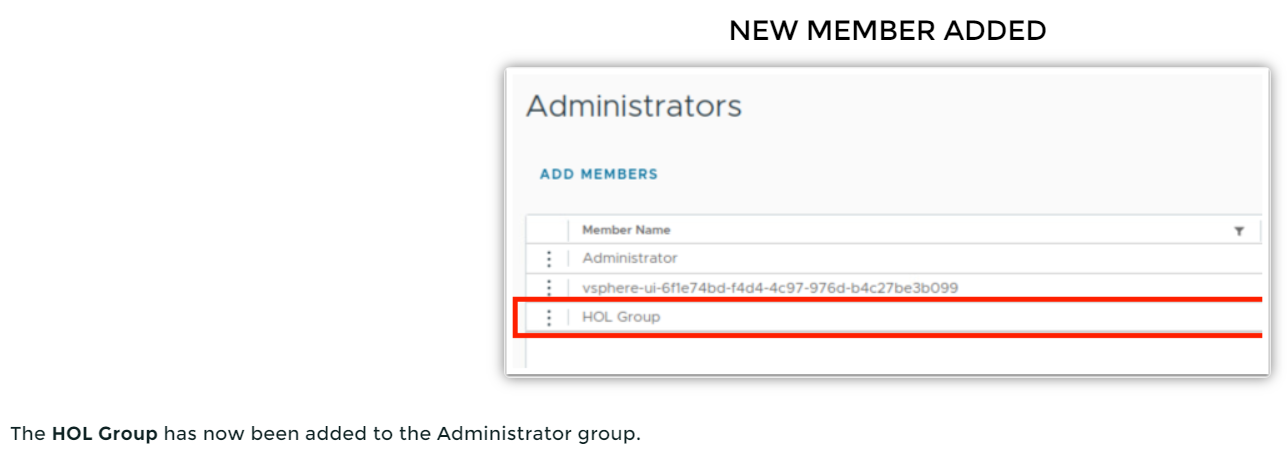 NEW MEMBER ADDED
Administrators
ADD MEMBERS
Member Name
Administrator
vsphere-ui-6f1e74bd-f4d4-4c97-976d-b4c27be3b099
HOL Group
The HOL Group has now been added to the Administrator group.